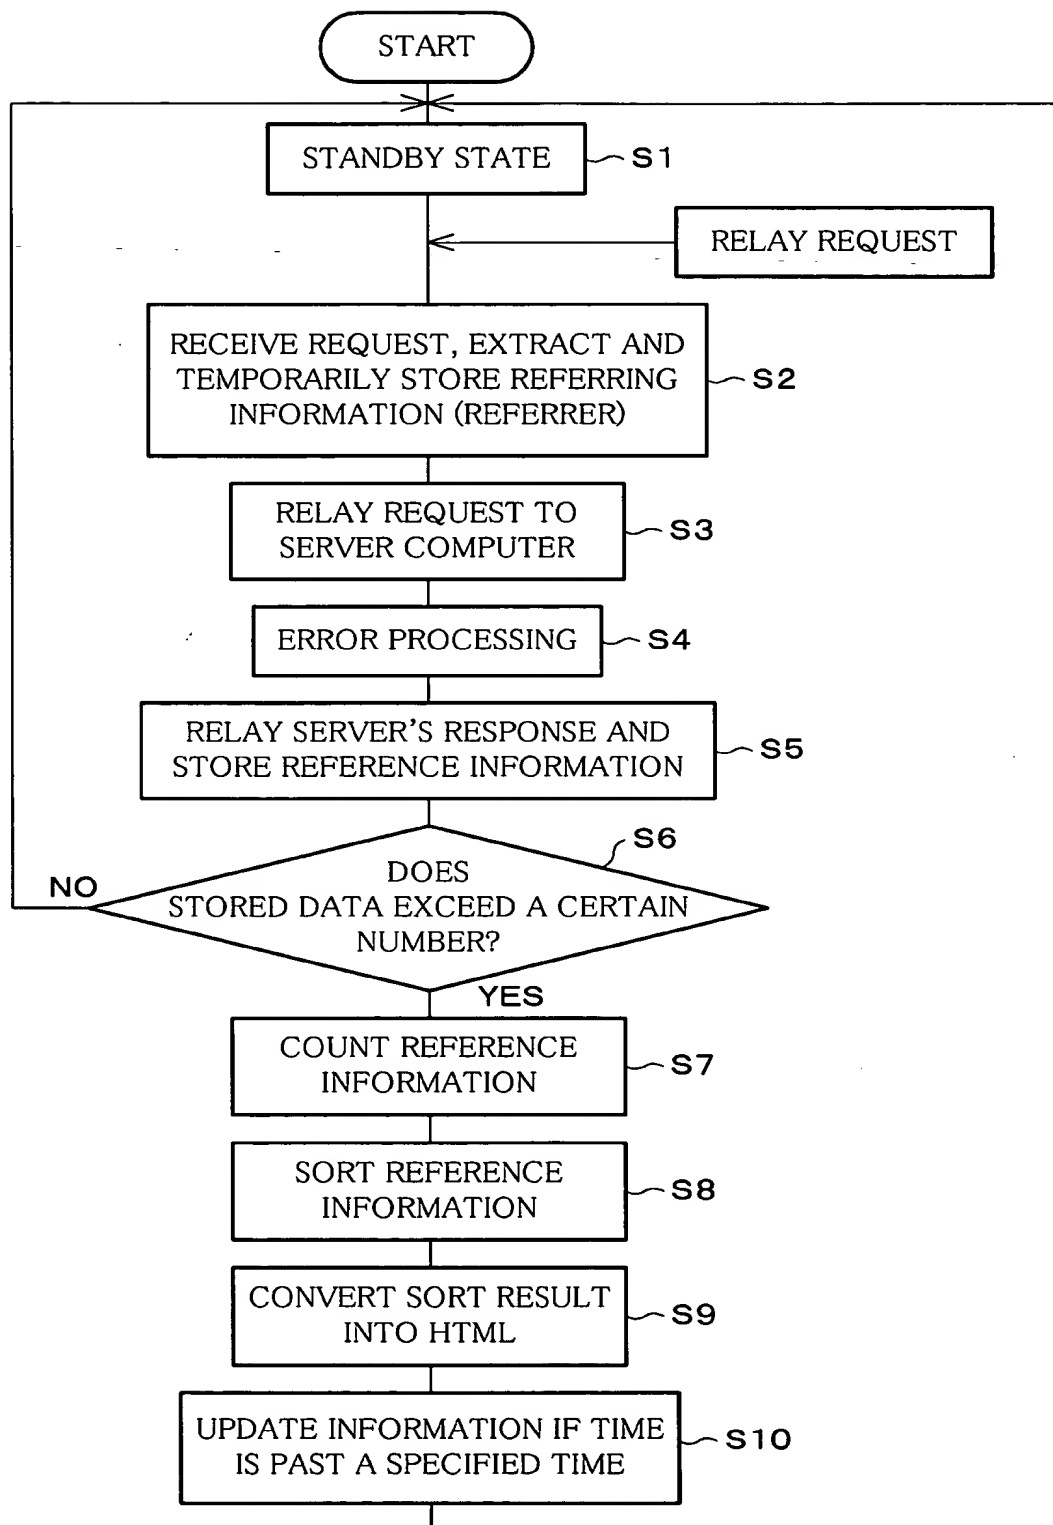 START
STANDBY STATE
S1
RELAY REQUEST
RECEIVE REQUEST, EXTRACT AND
TEMPORARILY STORE REFERRING
INFORMATION (REFERRER)
S2
RELAY REQUEST TO
SERVER COMPUTER
S3
ERROR PROCESSING
S4
RELAY SERVER'S RESPONSE AND
STORE REFERENCE INFORMATION
S5
S6
DOES
STORED DATA EXCEED A CERTAIN
NUMBER?
NO
YES
COUNT REFERENCE
INFORMATION
S7
SORT REFERENCE
INFORMATION
S8
CONVERT SORT RESULT
INTO HTML
S9
UPDATE INFORMATION IF TIME
IS PAST A SPECIFIED TIME
S10